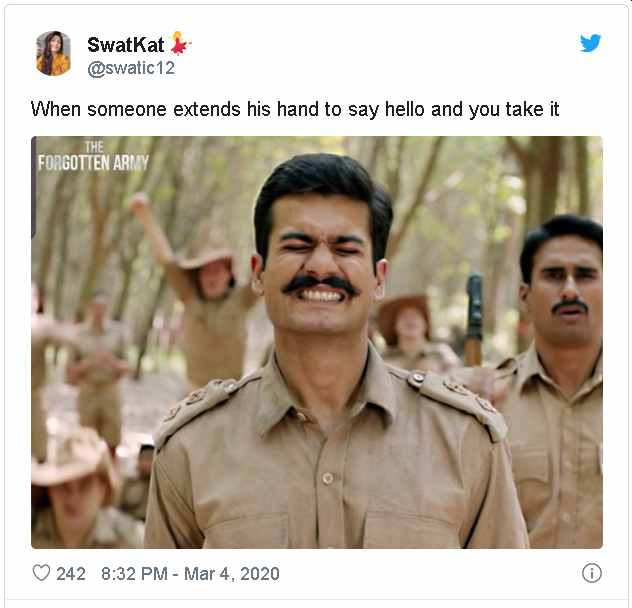 SwatKat
@swatic12
When someone extends his hand to say hello and you take it
THE
FORGOTTEN ARMY
242 8:32 PM - Mar 4, 2020